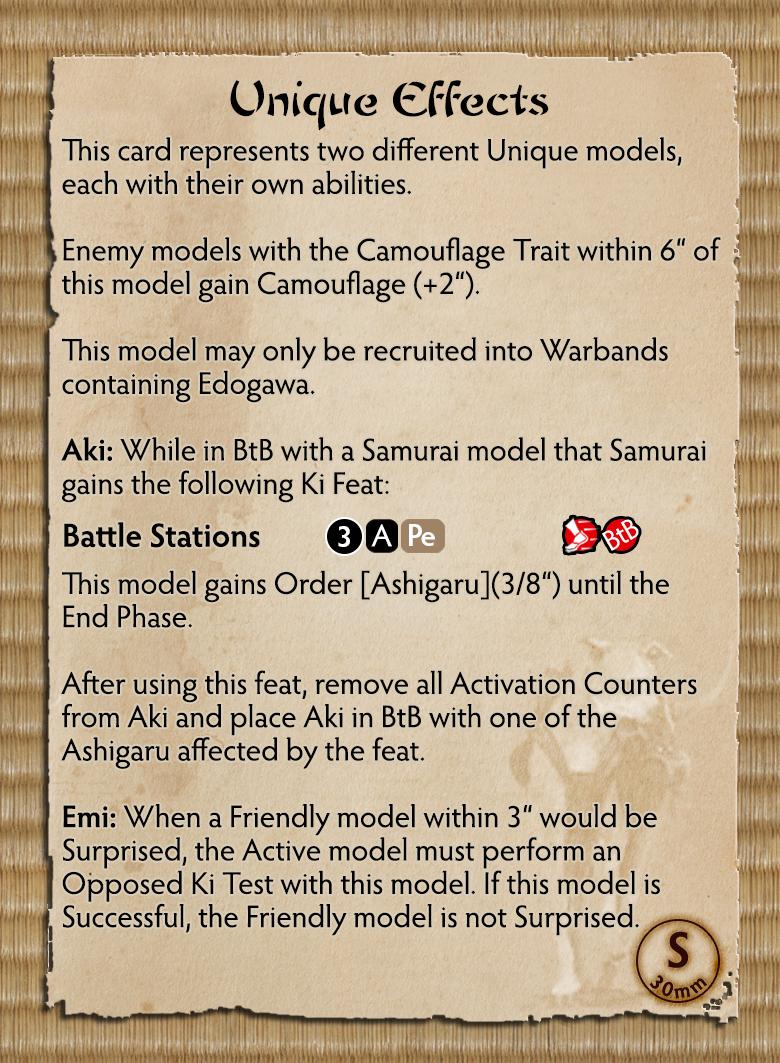 Unique Effects
This card represents two different Unique models,
each with their own abilities.
Enemy models with the Camouflage Trait within 6“ of
this model gain Camouflage (+2“).
This model may only be recruited into Warbands
containing Edogawa.
Aki: While in BtB with a Samurai model that Samurai
gains the following Ki Feat:
Battle Stations 3 A Pe BtB
This model gains Order [Ashigaru](3/8“) until the
End Phase.
After using this feat, remove all Activation Counters
from Aki and place Aki in BtB with one of the
Ashigaru affected by the feat.
Emi: When a Friendly model within 3“ would be
Surprised, the Active model must perform an
Opposed Ki Test with this model. If this model is
Successful, the Friendly model is not Surprised.
S
30mm